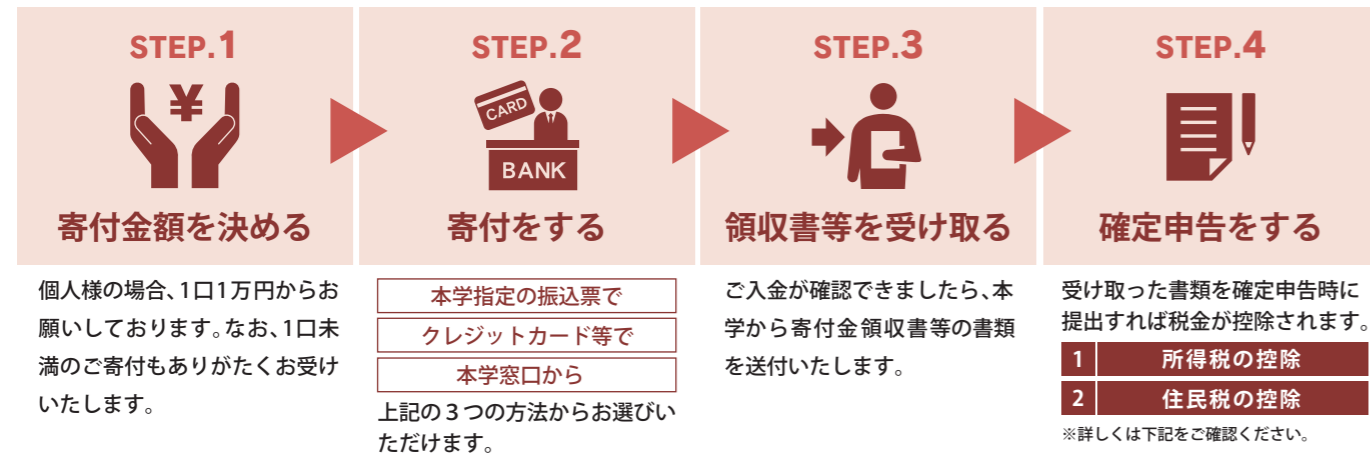 STEP.1
¥
寄付金額を決める
個人様の場合、1口1万円からお
願いしております。なお、1口未
満のご寄付もありがたくお受け
いたします。
STEP.2
CARD
BANK
寄付をする
本学指定の振込票で
クレジットカード等で
本学窓口から
上記の3つの方法からお選びい
ただけます。
STEP.3
領収書等を受け取る
ご入金が確認できましたら、本
学から寄付金領収書等の書類
を送付いたします。
STEP.4
確定申告をする
受け取った書類を確定申告時に
提出すれば税金が控除されます。
1 所得税の控除
2 住民税の控除
※詳しくは下記をご確認ください。